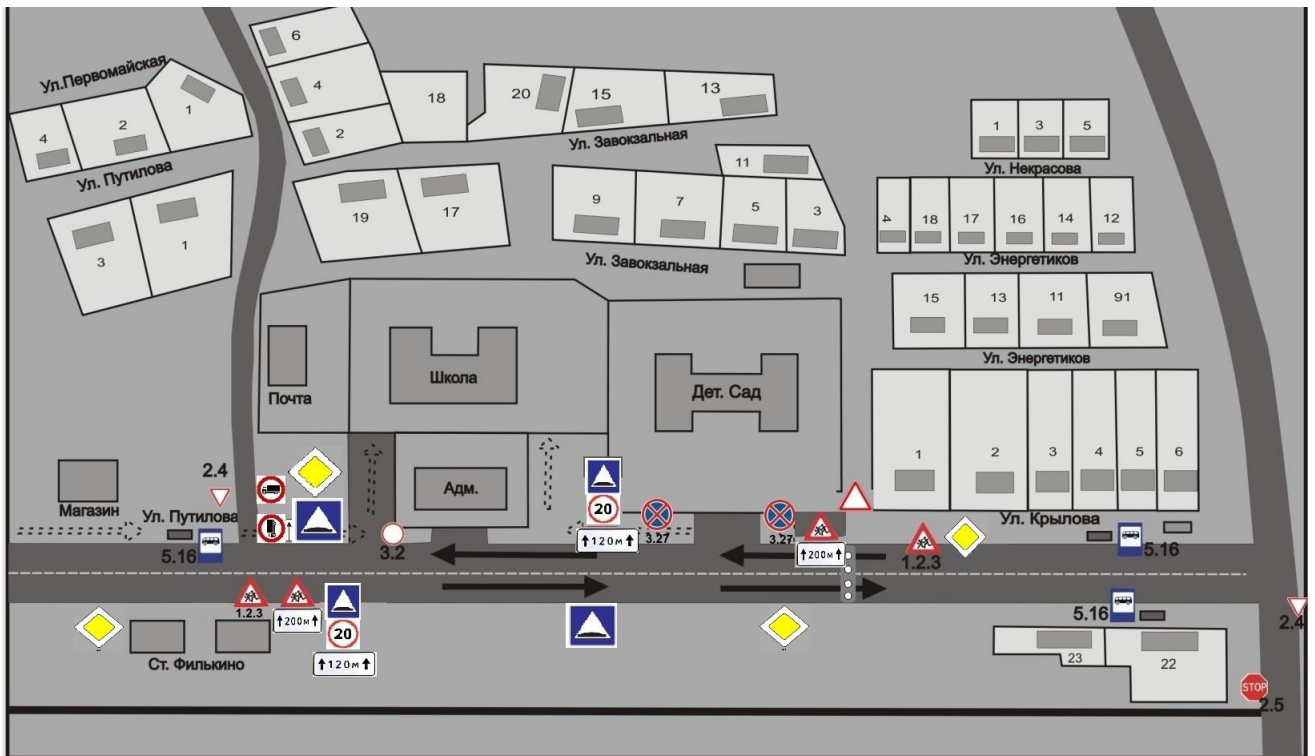 6
Ул.Первомайская
4
1
18
20
15
13
4
2
2
Ул. Завокзальная
1
3
5
Ул. Некрасова
Ул. Путилова
11
19
17
9
7
5
3
4
18
17
16
14
12
3
1
Ул. Завокзальная
Ул. Энергетиков
15
13
11
91
Ул. Энергетиков
Почта
Школа
Дет. Сад
1
2
3
4
5
6
Магазин
2.4
Адм.
Ул. Путилова
20
Ул. Крылова
5.16
3.2
120м
3.27
3.27
200м
1.2.3
5.16
1.2.3
200м
20
120м
5.16
2.4
Ст. Филькино
23
22
STOP
2.5